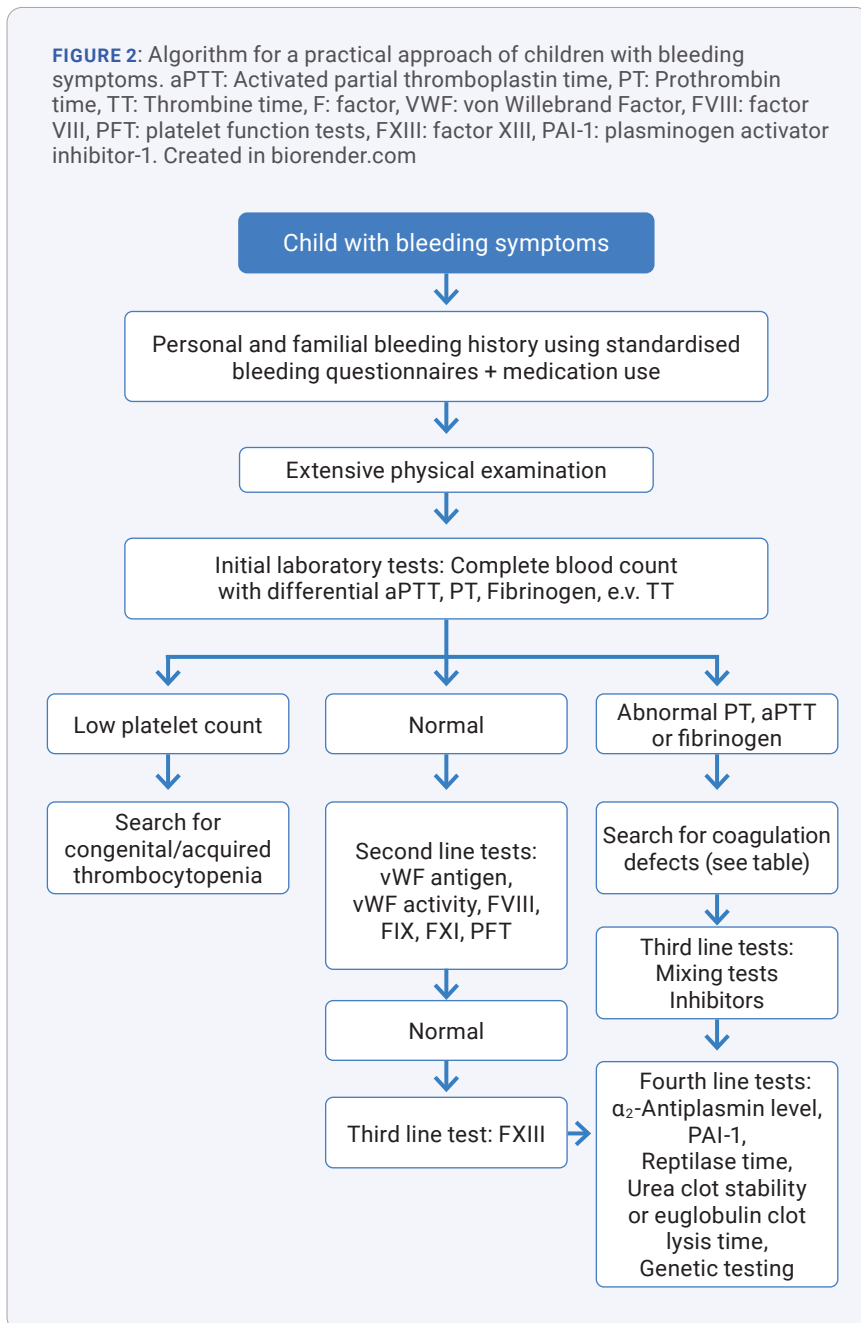 FIGURE 2: Algorithm for a practical approach of children with bleeding
symptoms. aPTT: Activated partial thromboplastin time, PT: Prothrombin
time, TT: Thrombine time, F: factor, VWF: von Willebrand Factor, FVIII: factor
VIII, PFT: platelet function tests, FXIII: factor XIII, PAI-1: plasminogen activator
inhibitor-1. Created in biorender.com
Child with bleeding symptoms
Personal and familial bleeding history using standardised
bleeding questionnaires + medication use
Extensive physical examination
Initial laboratory tests: Complete blood count
with differential aPTT, PT, Fibrinogen, e.v. TT
Low platelet count
Search for
congenital/acquired
thrombocytopenia
Normal
Second line tests:
vWF antigen,
vWF activity, FVIII,
FIX, FXI, PFT
Normal
Third line test: FXIII
Abnormal PT, aPTT
or fibrinogen
Search for coagulation
defects (see table)
Third line tests:
Mixing tests
Inhibitors
Fourth line tests:
α₂-Antiplasmin level,
PAI-1,
Reptilase time,
Urea clot stability
or euglobulin clot
lysis time,
Genetic testing